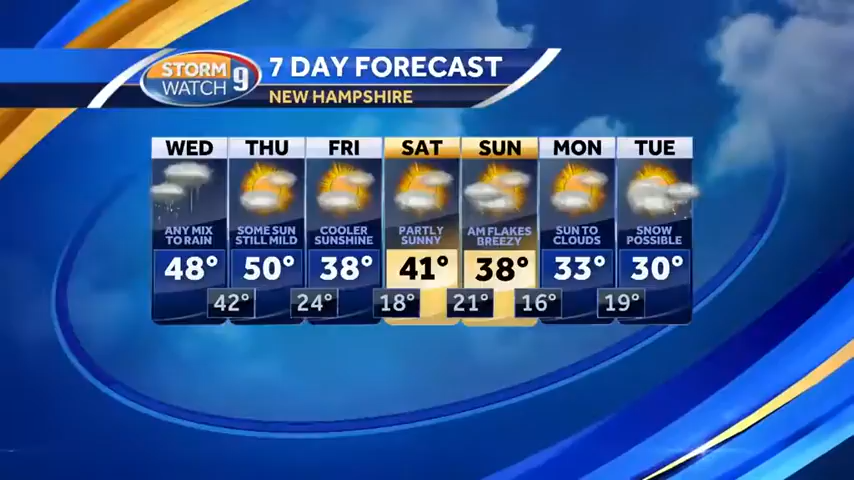 STORM
WATCH 9
7 DAY FORECAST
NEW HAMPSHIRE
WED THU FRI SAT SUN MON TUE
ANY MIX
TO RAIN
SOME SUN
STILL MILD
COOLER
SUNSHINE
PARTLY
SUNNY
AM FLAKES
BREEZY
SUN TO
CLOUDS
SNOW
POSSIBLE
48° 50° 38° 41° 38° 33° 30°
42° 24° 18° 21° 16° 19°